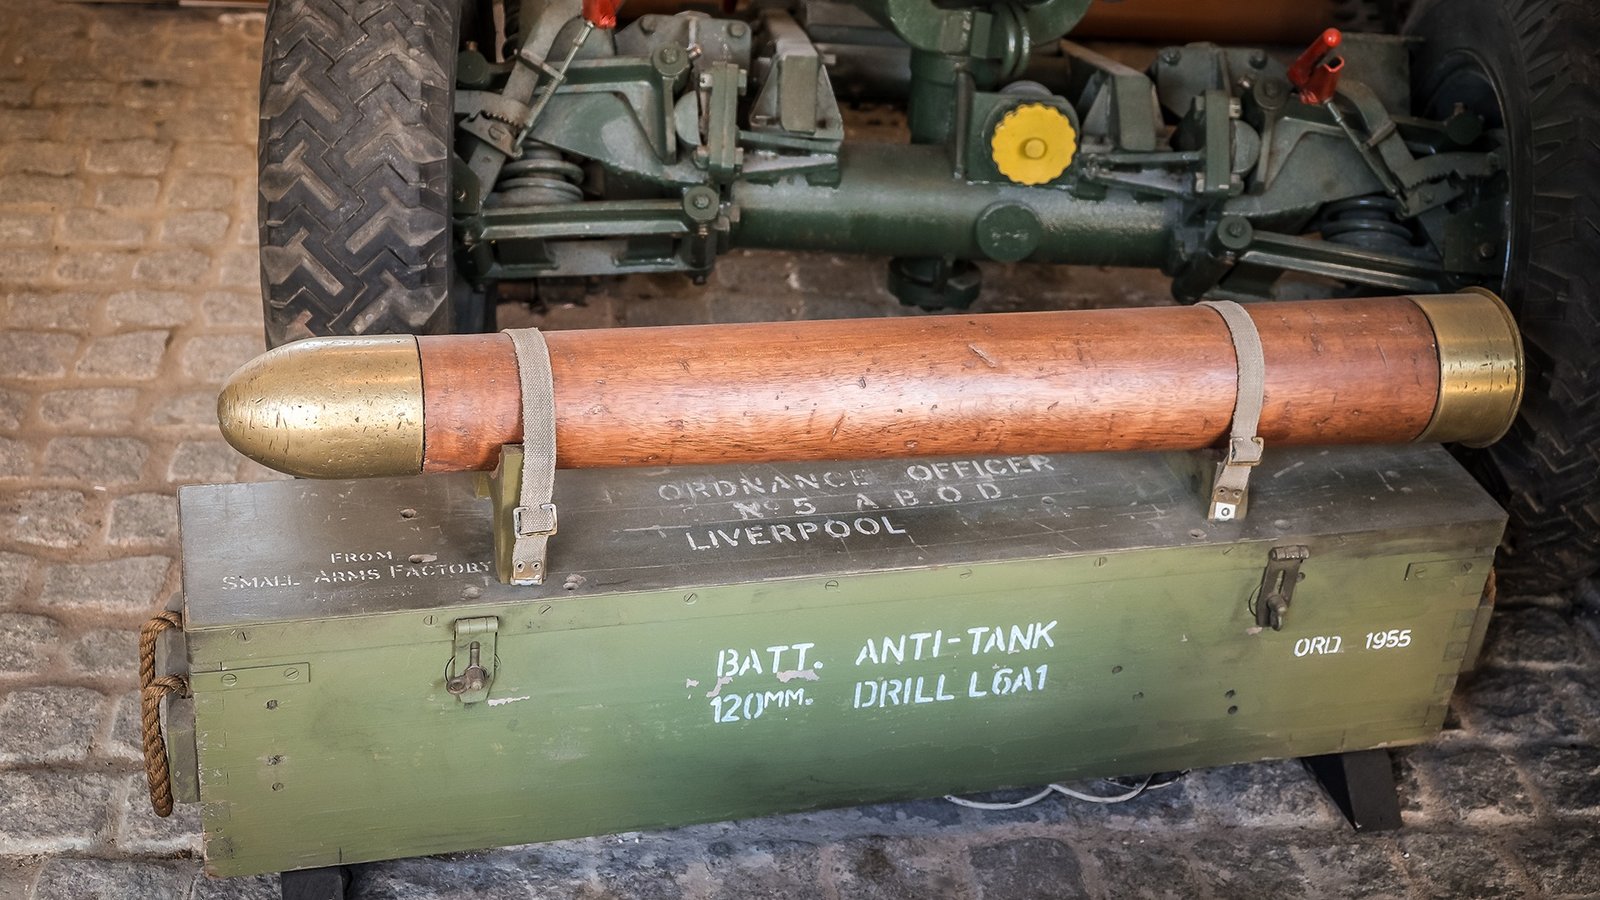 ORDNANCE OFFICER
No 5 A.B.O.D.
LIVERPOOL
FROM
SMALL ARMS FACTORY
BATT. ANTI-TANK
120MM. DRILL L6A1
ORD. 1955